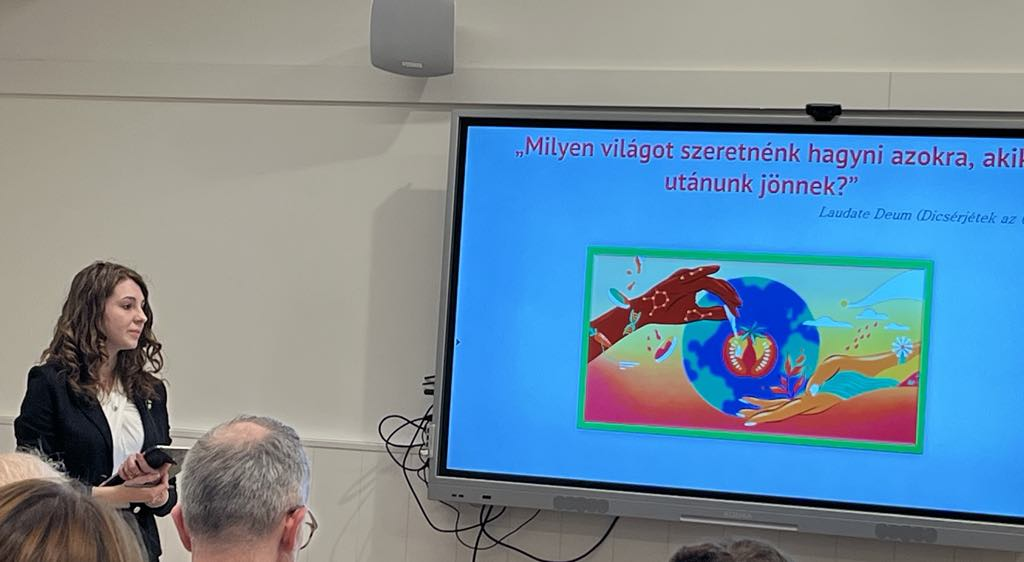 „Milyen világot szeretnénk hagyni azokra, akik
utánunk jönnek?”
Laudate Deum (Dicsérjétek az